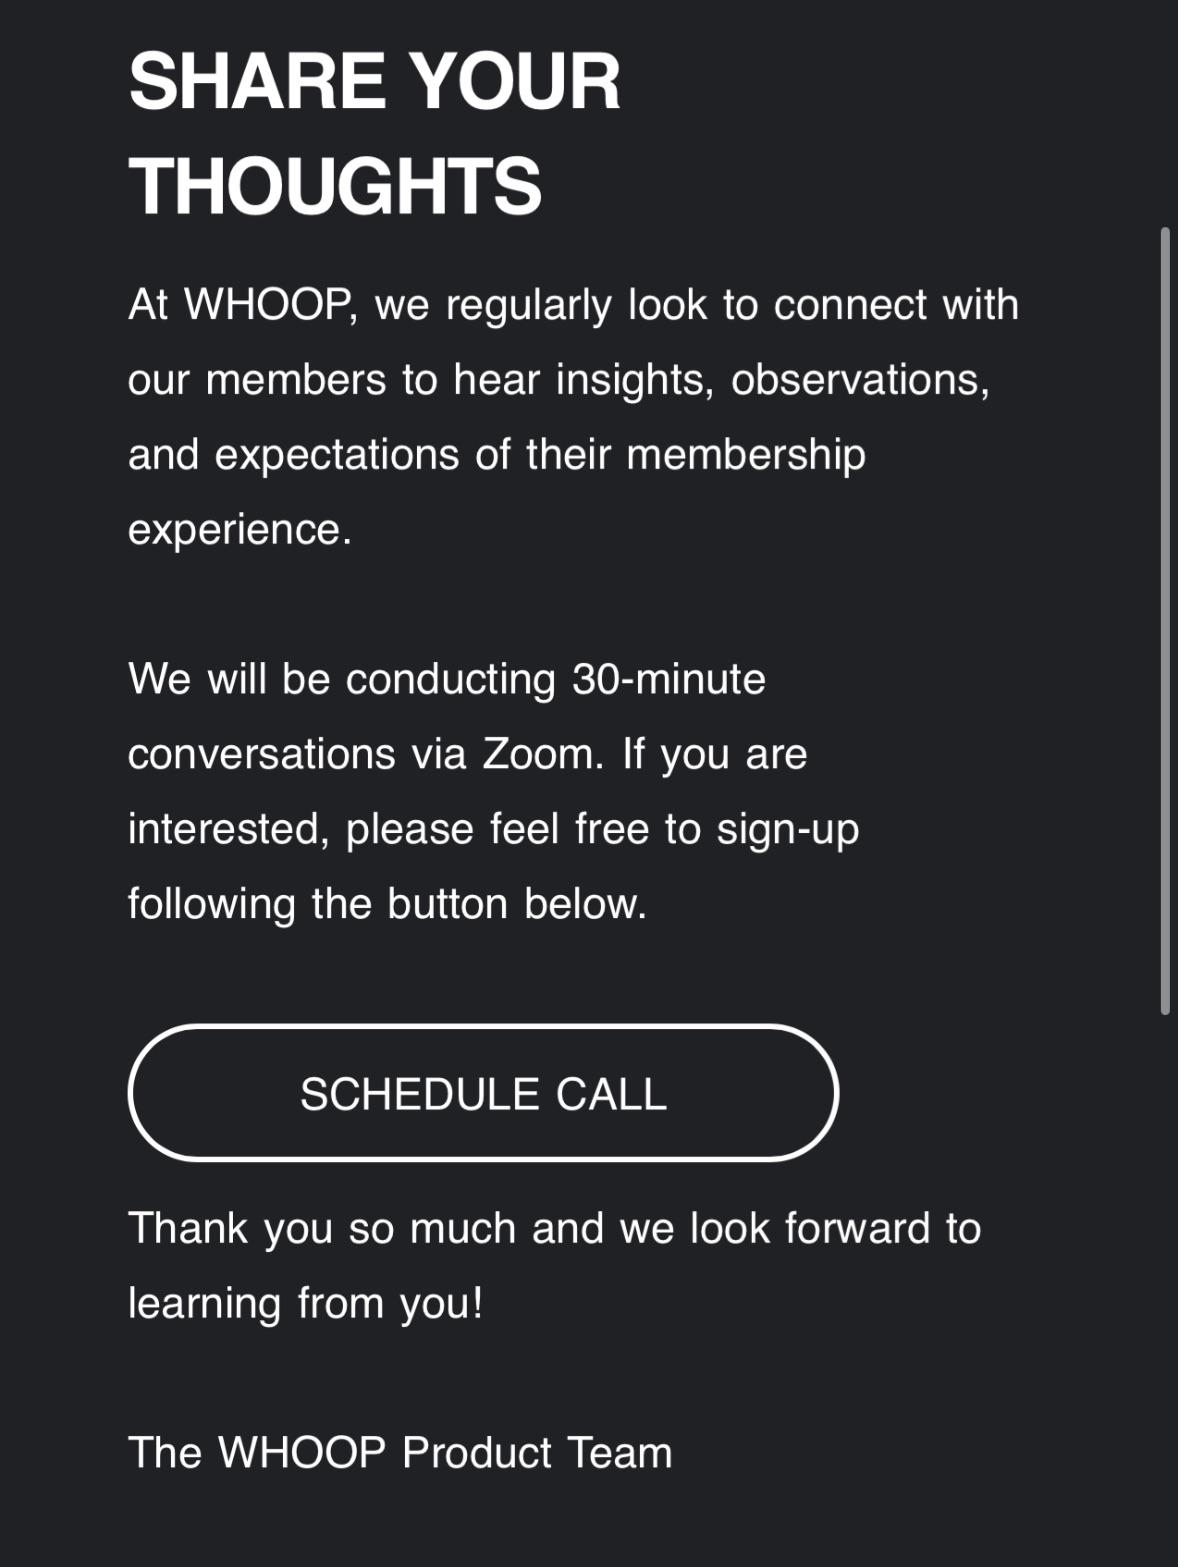 SHARE YOUR
THOUGHTS
At WHOOP, we regularly look to connect with
our members to hear insights, observations,
and expectations of their membership
experience.
We will be conducting 30-minute
conversations via Zoom. If you are
interested, please feel free to sign-up
following the button below.
SCHEDULE CALL
Thank you so much and we look forward to
learning from you!
The WHOOP Product Team